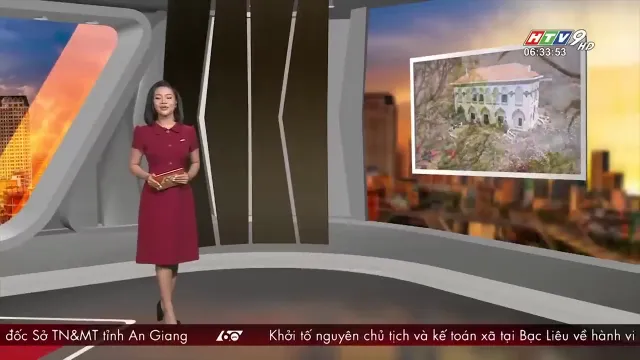 HTV9 HD
06:33:53
đốc Sở TN&MT tỉnh An Giang 60 Khởi tố nguyên chủ tịch và kế toán xã tại Bạc Liêu về hành vi